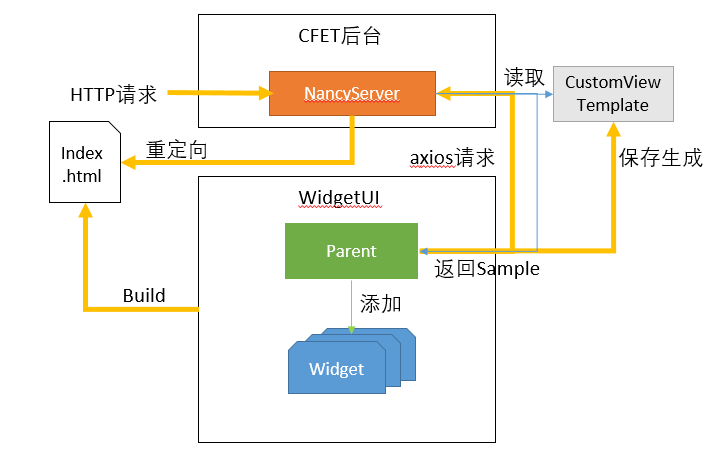 CFET后台
HTTP请求
NancyServer
读取
CustomView
Template
Index
.html
重定向
axios请求
保存生成
WidgetUI
Parent
返回Sample
Build
添加
Widget